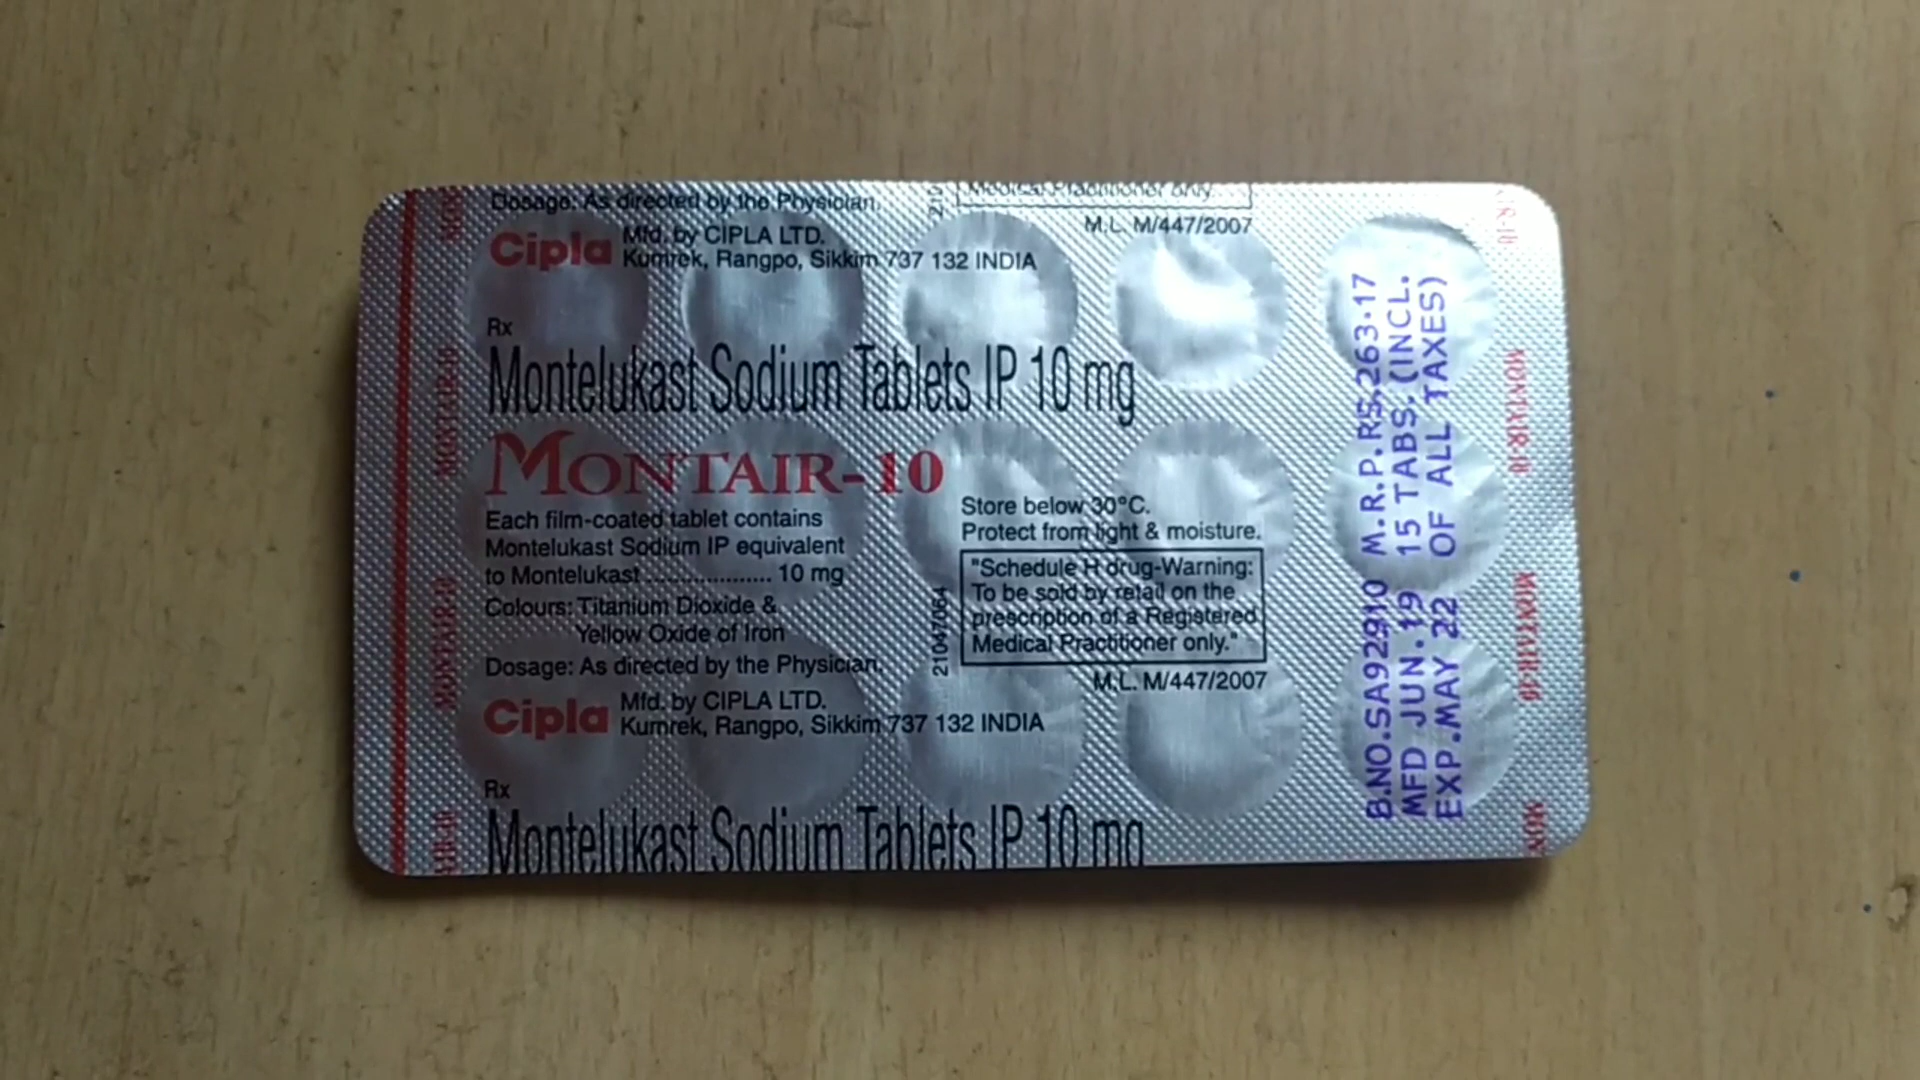 Dosage: As directed by the Physician.
Medical Practitioner only.
M.L. M/447/2007
Cipla
Mfd. by CIPLA LTD.
Kumrek, Rangpo, Sikkim 737 132 INDIA
Rx
Montelukast Sodium Tablets IP 10 mg
MONTAIR-10
Each film-coated tablet contains
Montelukast Sodium IP equivalent
to Montelukast .................. 10 mg
Colours: Titanium Dioxide &
Yellow Oxide of Iron
Dosage: As directed by the Physician.
Store below 30°C.
Protect from light & moisture.
"Schedule H drug-Warning:
To be sold by retail on the
prescription of a Registered
Medical Practitioner only."
21047064
M.L. M/447/2007
Cipla
Mfd. by CIPLA LTD.
Kumrek, Rangpo, Sikkim 737 132 INDIA
Rx
Montelukast Sodium Tablets IP 10 mg
B.NO.SA92910 M.R.P.RS.263.17
MFD JUN.19 15 TABS.(INCL.
EXP.MAY 22 OF ALL TAXES)
MONTAIR-10
MONTAIR-10
MONTAIR-10
MONTAIR-10